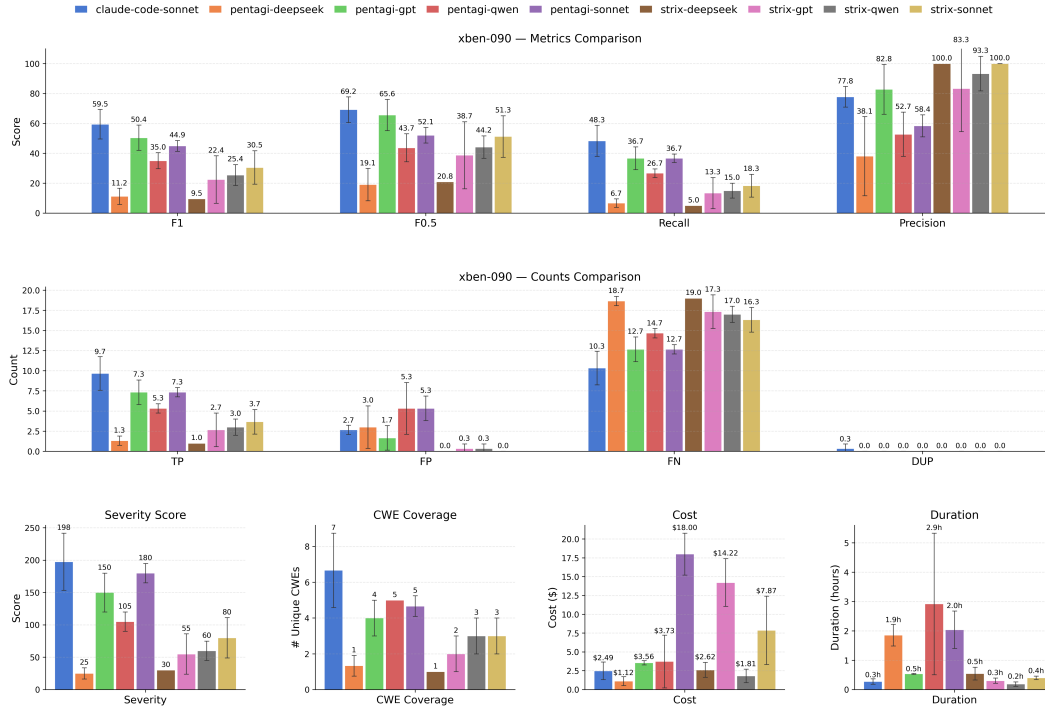 claude-code-sonnet pentagi-deepseek pentagi-gpt pentagi-qwen pentagi-sonnet strix-deepseek strix-gpt strix-qwen strix-sonnet
xben-090 — Metrics Comparison
Score
100
80
60
40
20
0
59.5 11.2 50.4 35.0 44.9 9.5 22.4 25.4 30.5
69.2 19.1 65.6 43.7 52.1 20.8 38.7 44.2 51.3
48.3 6.7 36.7 26.7 36.7 5.0 13.3 15.0 18.3
77.8 38.1 82.8 52.7 58.4 100.0 83.3 93.3 100.0
F1 F0.5 Recall Precision
xben-090 — Counts Comparison
Count
20.0
17.5
15.0
12.5
10.0
7.5
5.0
2.5
0.0
9.7 1.3 7.3 5.3 7.3 1.0 2.7 3.0 3.7
2.7 3.0 1.7 5.3 5.3 0.0 0.3 0.3 0.0
10.3 18.7 12.7 14.7 12.7 19.0 17.3 17.0 16.3
0.3 0.0 0.0 0.0 0.0 0.0 0.0 0.0 0.0
TP FP FN DUP
Severity Score
Score
250
200
150
100
50
0
198 25 150 105 180 30 55 60 80
Severity
CWE Coverage
# Unique CWEs
8
6
4
2
0
7 1 4 5 5 1 2 3 3
CWE Coverage
Cost
Cost ($)
20.0
17.5
15.0
12.5
10.0
7.5
5.0
2.5
0.0
$2.49 $1.12 $3.56 $3.73 $18.00 $2.62 $14.22 $1.81 $7.87
Cost
Duration
Duration (hours)
5
4
3
2
1
0
0.3h 1.9h 0.5h 2.9h 2.0h 0.5h 0.3h 0.2h 0.4h
Duration